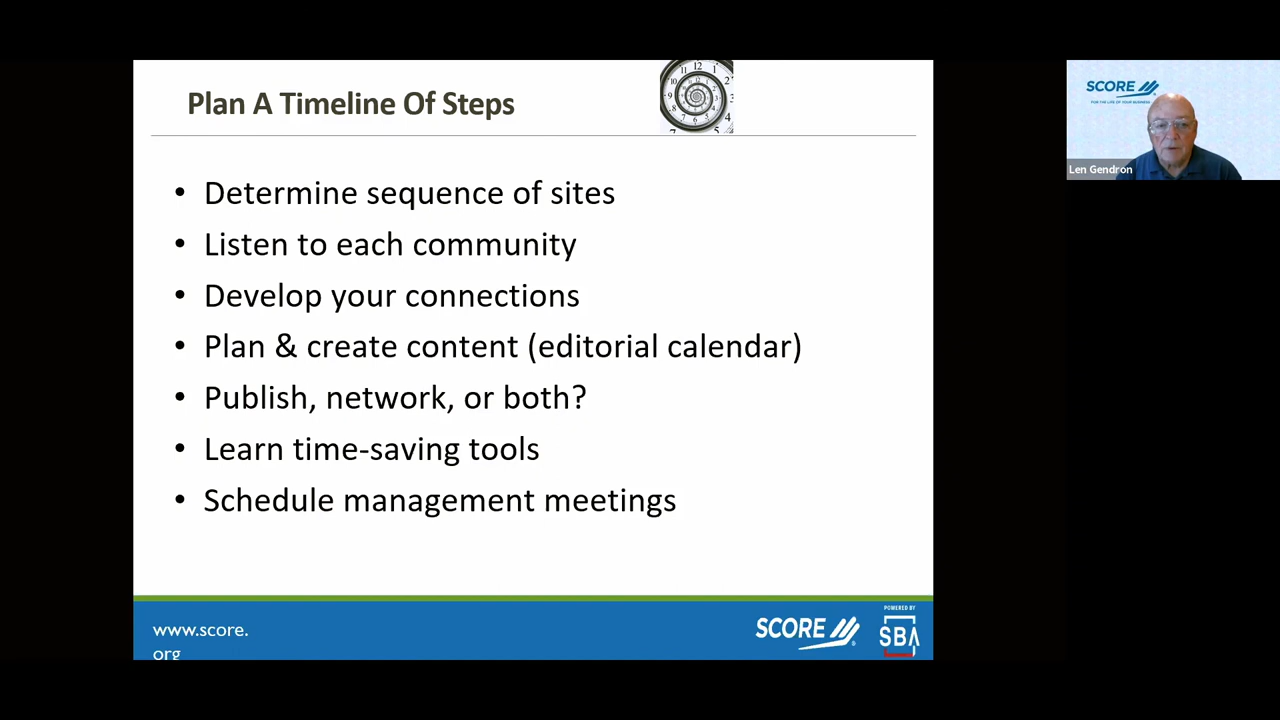 Plan A Timeline Of Steps
• Determine sequence of sites
• Listen to each community
• Develop your connections
• Plan & create content (editorial calendar)
• Publish, network, or both?
• Learn time-saving tools
• Schedule management meetings
www.score.
org
SCORE
POWERED BY
SBA
SCORE
FOR THE LIFE OF YOUR BUSINESS
Len Gendron